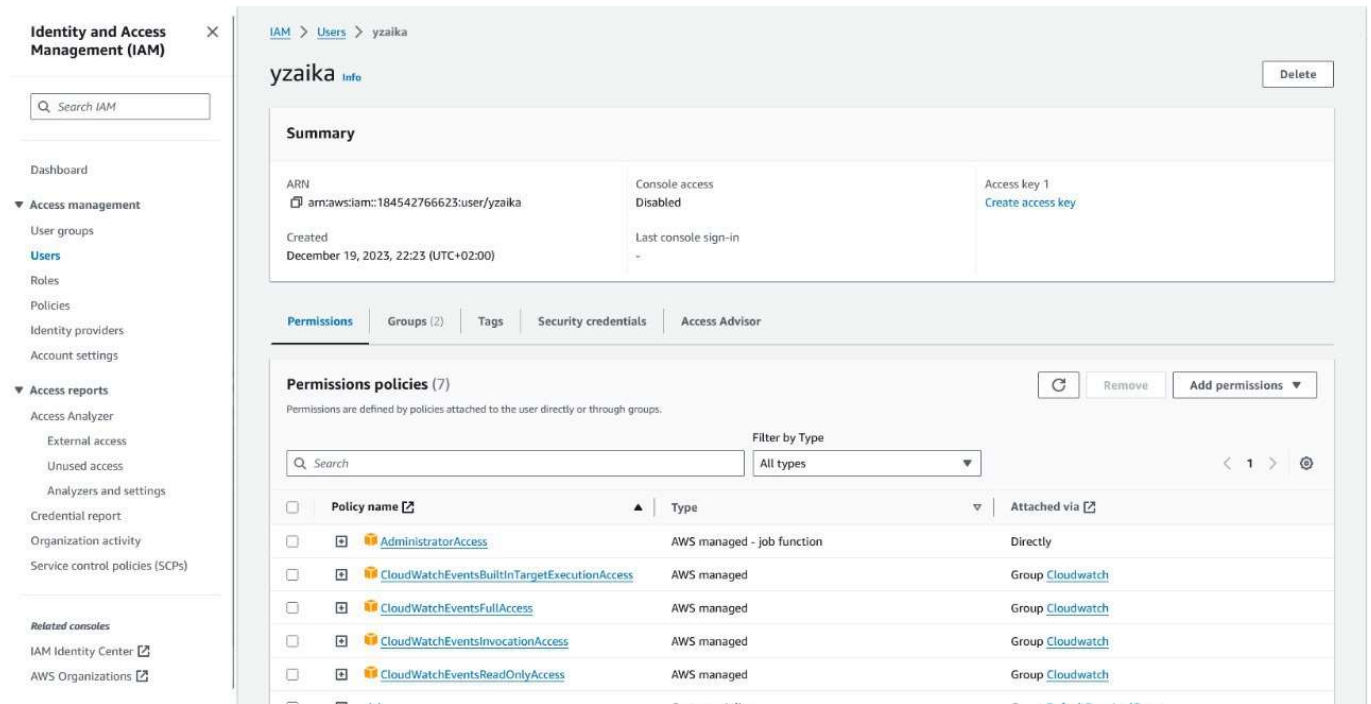 Identity and Access
Management (IAM)
Search IAM
Dashboard
Access management
User groups
Users
Roles
Policies
Identity providers
Account settings
Access reports
Access Analyzer
External access
Unused access
Analyzers and settings
Credential report
Organization activity
Service control policies (SCPs)
Related consoles
IAM Identity Center
AWS Organizations
IAM > Users > yzaika
yzaika Info
Delete
Summary
ARN
arn:aws:iam::184542766623:user/yzaika
Created
December 19, 2023, 22:23 (UTC+02:00)
Console access
Disabled
Last console sign-in
-
Access key 1
Create access key
Permissions Groups (2) Tags Security credentials Access Advisor
Permissions policies (7)
Remove Add permissions
Permissions are defined by policies attached to the user directly or through groups.
Filter by Type
Search All types 1
Policy name Type Attached via
AdministratorAccess AWS managed - job function Directly
CloudWatchEventsBuiltInTargetExecutionAccess AWS managed Group Cloudwatch
CloudWatchEventsFullAccess AWS managed Group Cloudwatch
CloudWatchEventsInvocationAccess AWS managed Group Cloudwatch
CloudWatchEventsReadOnlyAccess AWS managed Group Cloudwatch